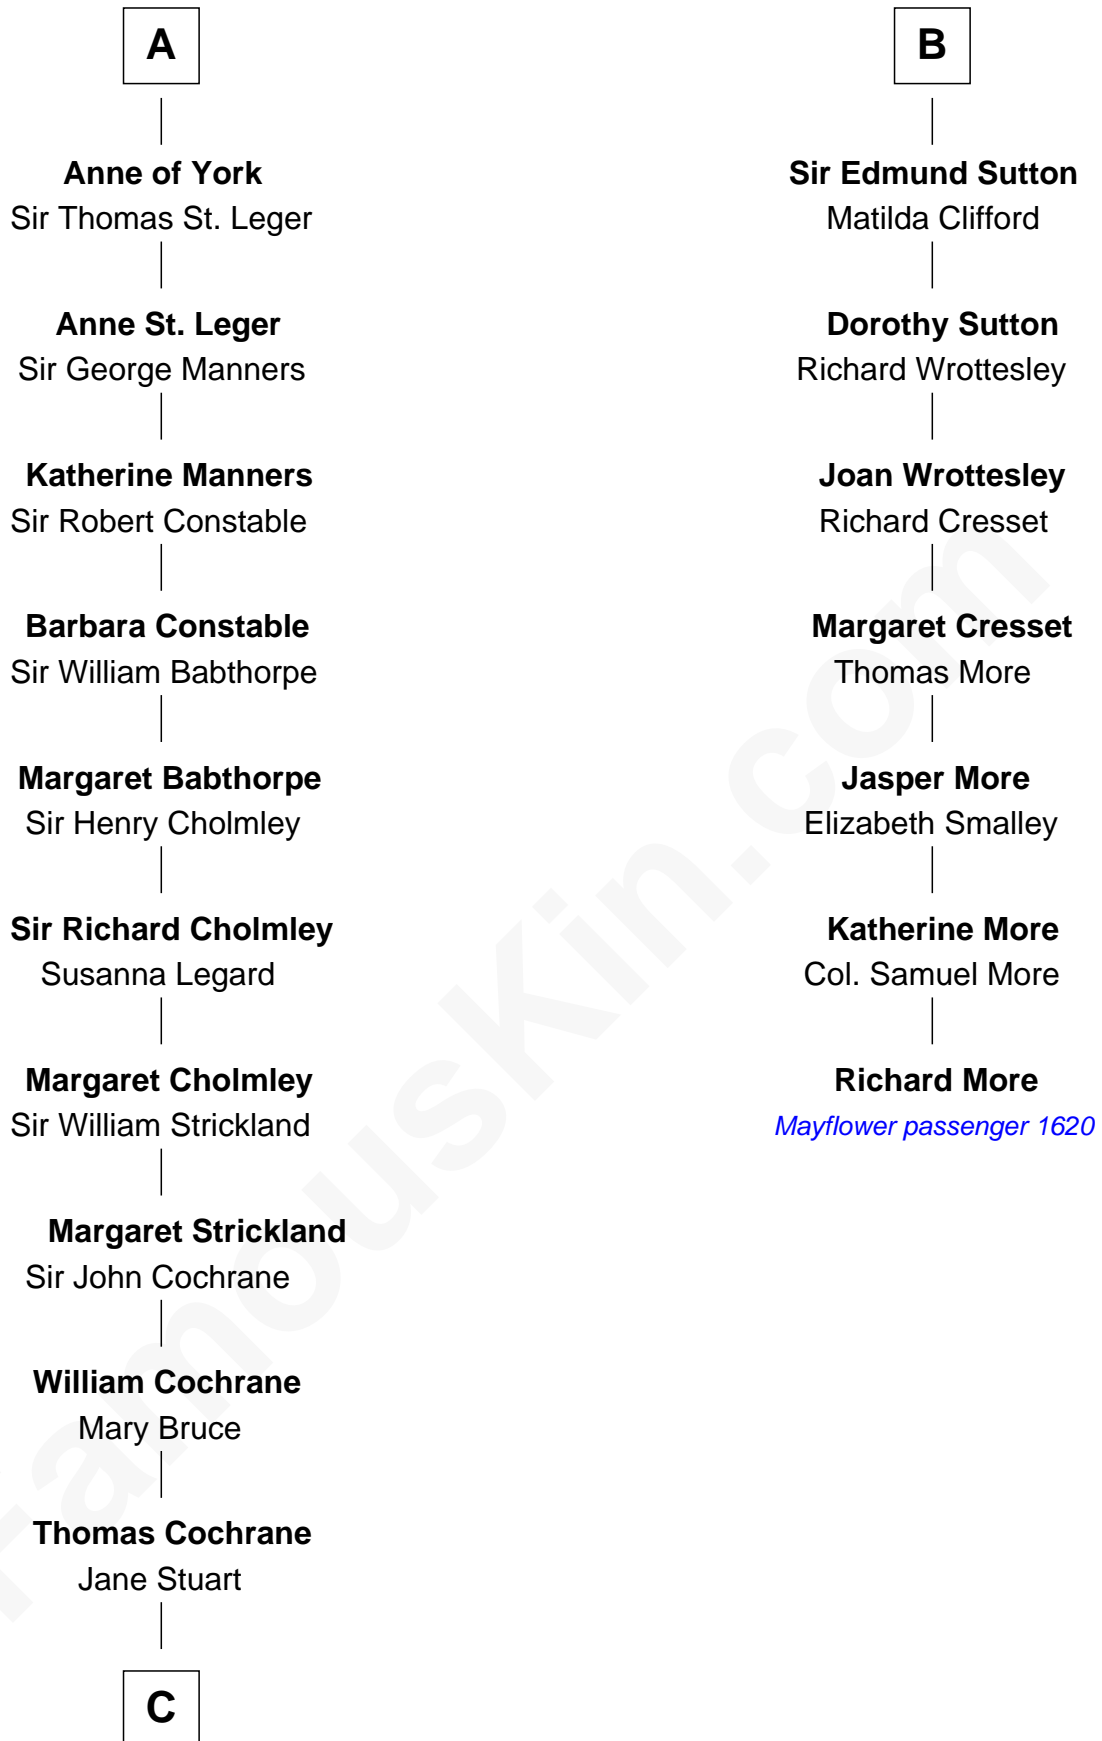 A
Anne of York
Sir Thomas St. Leger
Anne St. Leger
Sir George Manners
Katherine Manners
Sir Robert Constable
Barbara Constable
Sir William Babthorpe
Margaret Babthorpe
Sir Henry Cholmley
Sir Richard Cholmley
Susanna Legard
Margaret Cholmley
Sir William Strickland
Margaret Strickland
Sir John Cochrane
William Cochrane
Mary Bruce
Thomas Cochrane
Jane Stuart
C
B
Sir Edmund Sutton
Matilda Clifford
Dorothy Sutton
Richard Wrottesley
Joan Wrottesley
Richard Cresset
Margaret Cresset
Thomas More
Jasper More
Elizabeth Smalley
Katherine More
Col. Samuel More
Richard More
Mayflower passenger 1620
FamousKin.com